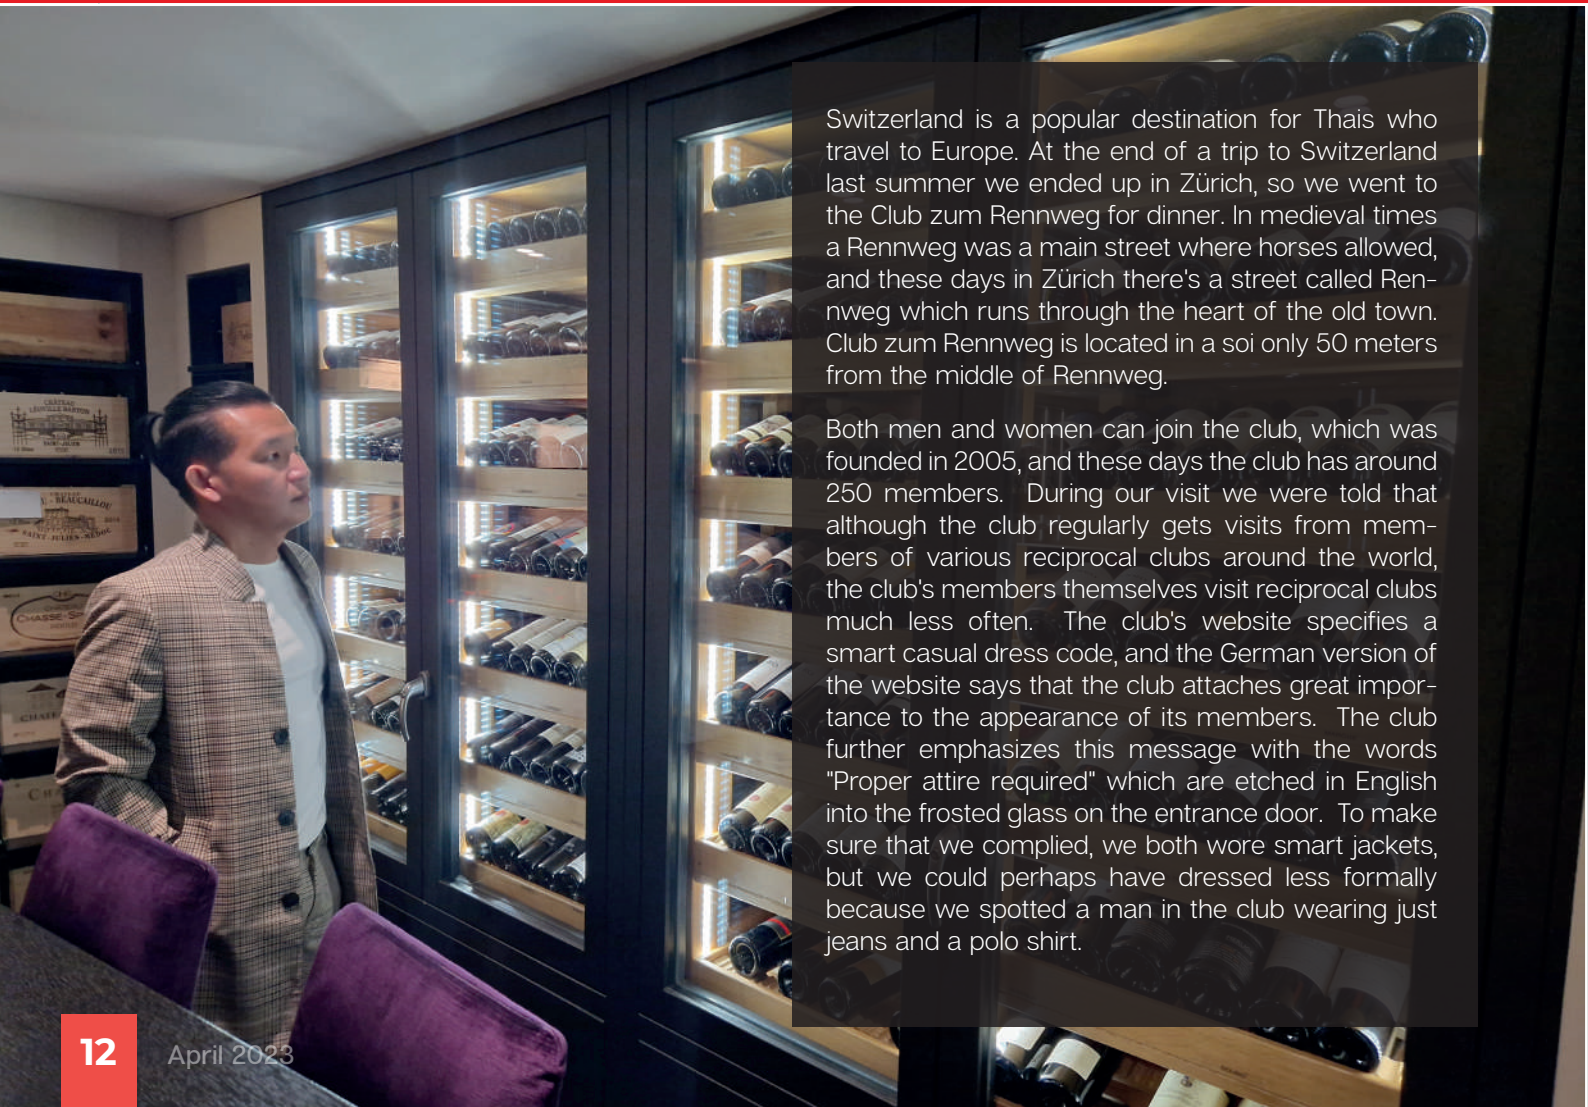 Switzerland is a popular destination for Thais who
travel to Europe. At the end of a trip to Switzerland
last summer we ended up in Zürich, so we went to
the Club zum Rennweg for dinner. In medieval times
a Rennweg was a main street where horses allowed,
and these days in Zürich there's a street called Ren-
nweg which runs through the heart of the old town.
Club zum Rennweg is located in a soi only 50 meters
from the middle of Rennweg.
Both men and women can join the club, which was
founded in 2005, and these days the club has around
250 members. During our visit we were told that
although the club regularly gets visits from mem-
bers of various reciprocal clubs around the world,
the club's members themselves visit reciprocal clubs
much less often. The club's website specifies a
smart casual dress code, and the German version of
the website says that the club attaches great impor-
tance to the appearance of its members. The club
further emphasizes this message with the words
"Proper attire required" which are etched in English
into the frosted glass on the entrance door. To make
sure that we complied, we both wore smart jackets,
but we could perhaps have dressed less formally
because we spotted a man in the club wearing just
jeans and a polo shirt.
CHÂTEAU
LÉOVILLE BARTON
SAINT-JULIEN
BEAUCAILLOU
SAINT-JULIEN-MÉDOC
12
April 2023